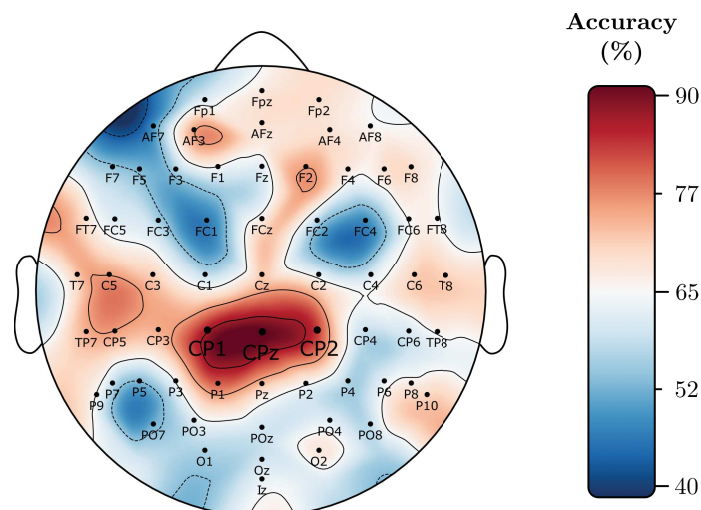 Accuracy
(%)
90
77
65
52
40
Fpz
Fp1 Fp2
AF7 AF3 AFz AF4 AF8
F7 F5 F3 F1 Fz F2 F4 F6 F8
FT7 FC5 FC3 FC1 FCz FC2 FC4 FC6 FT8
T7 C5 C3 C1 Cz C2 C4 C6 T8
TP7 CP5 CP3 CP1 CPz CP2 CP4 CP6 TP8
P9 P7 P5 P3 P1 Pz P2 P4 P6 P8 P10
PO7 PO3 POz PO4 PO8
O1 Oz O2
Iz